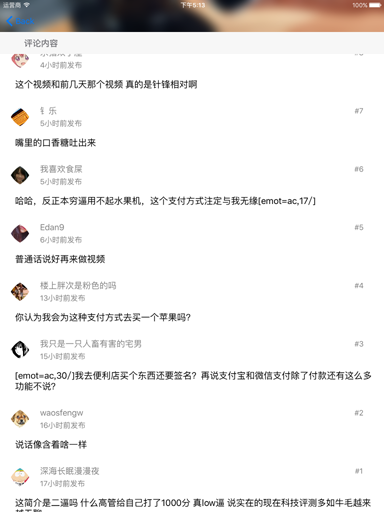 运营商
下午5:13
100%
评论内容
4小时前发布
这个视频和前几天那个视频 真的是针锋相对啊
钅乐
#7
5小时前发布
嘴里的口香糖吐出来
我喜欢食屎
#6
5小时前发布
哈哈，反正本穷逼用不起水果机，这个支付方式注定与我无缘[emot=ac,17/]
Edan9
#5
6小时前发布
普通话说好再来做视频
楼上胖次是粉色的吗
#4
13小时前发布
你认为我会为这种支付方式去买一个苹果吗？
我只是一只人畜有害的宅男
#3
15小时前发布
[emot=ac,30/]我去便利店买个东西还要签名？再说支付宝和微信支付除了付款还有这么多
功能不说？
waosfengw
#2
16小时前发布
说话像含着啥一样
深海长眠漫漫夜
#1
17小时前发布
这简介是二逼吗 什么高管给自己打了1000分 真low逼 说实在的现在科技评测多如牛毛越来